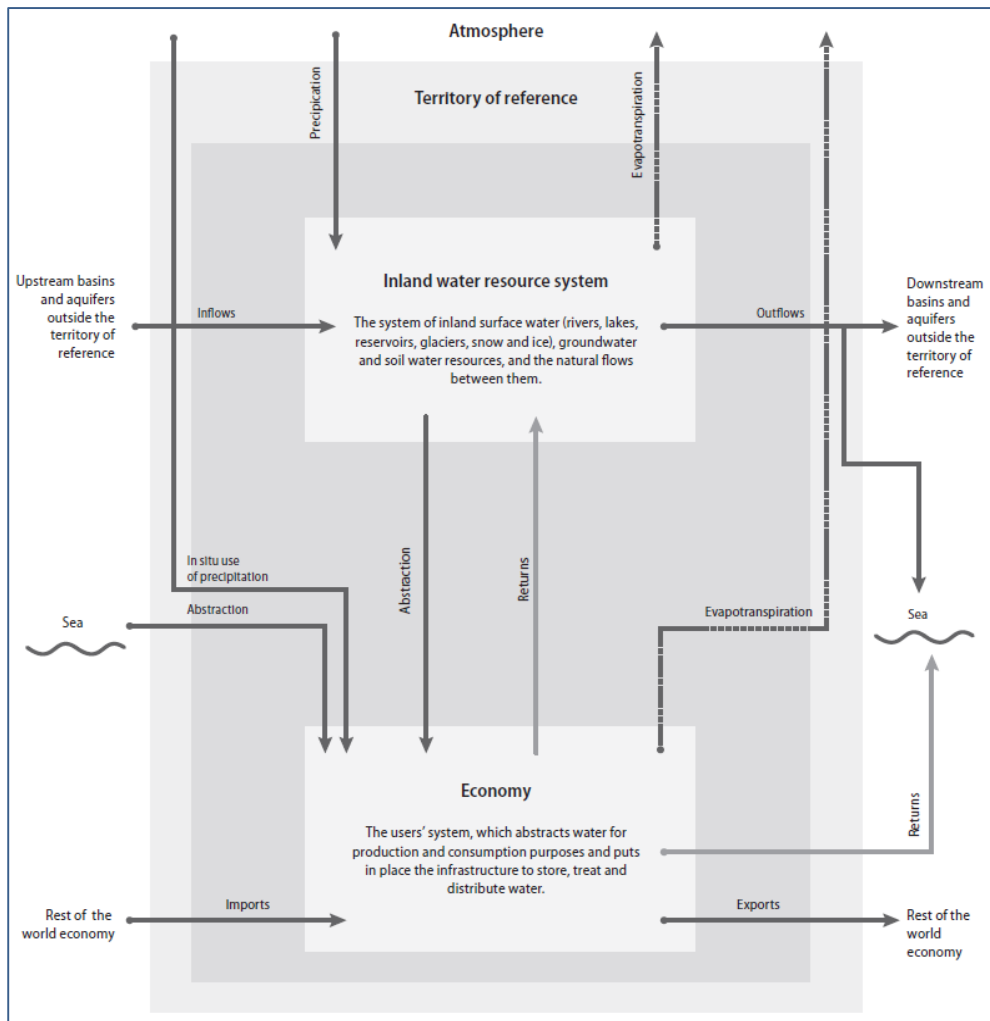 Atmosphere
Territory of reference
Precipication
Evapotranspiration
Inland water resource system
The system of inland surface water (rivers, lakes,
reservoirs, glaciers, snow and ice), groundwater
and soil water resources, and the natural flows
between them.
Upstream basins
and aquifers
outside the
territory of
reference
Inflows
Outflows
Downstream
basins and
aquifers
outside the
territory of
reference
In situ use
of precipitation
Abstraction
Sea
Abstraction
Returns
Evapotranspiration
Sea
Economy
The users’ system, which abstracts water for
production and consumption purposes and puts
in place the infrastructure to store, treat and
distribute water.
Returns
Imports
Exports
Rest of the
world economy
Rest of the
world
economy